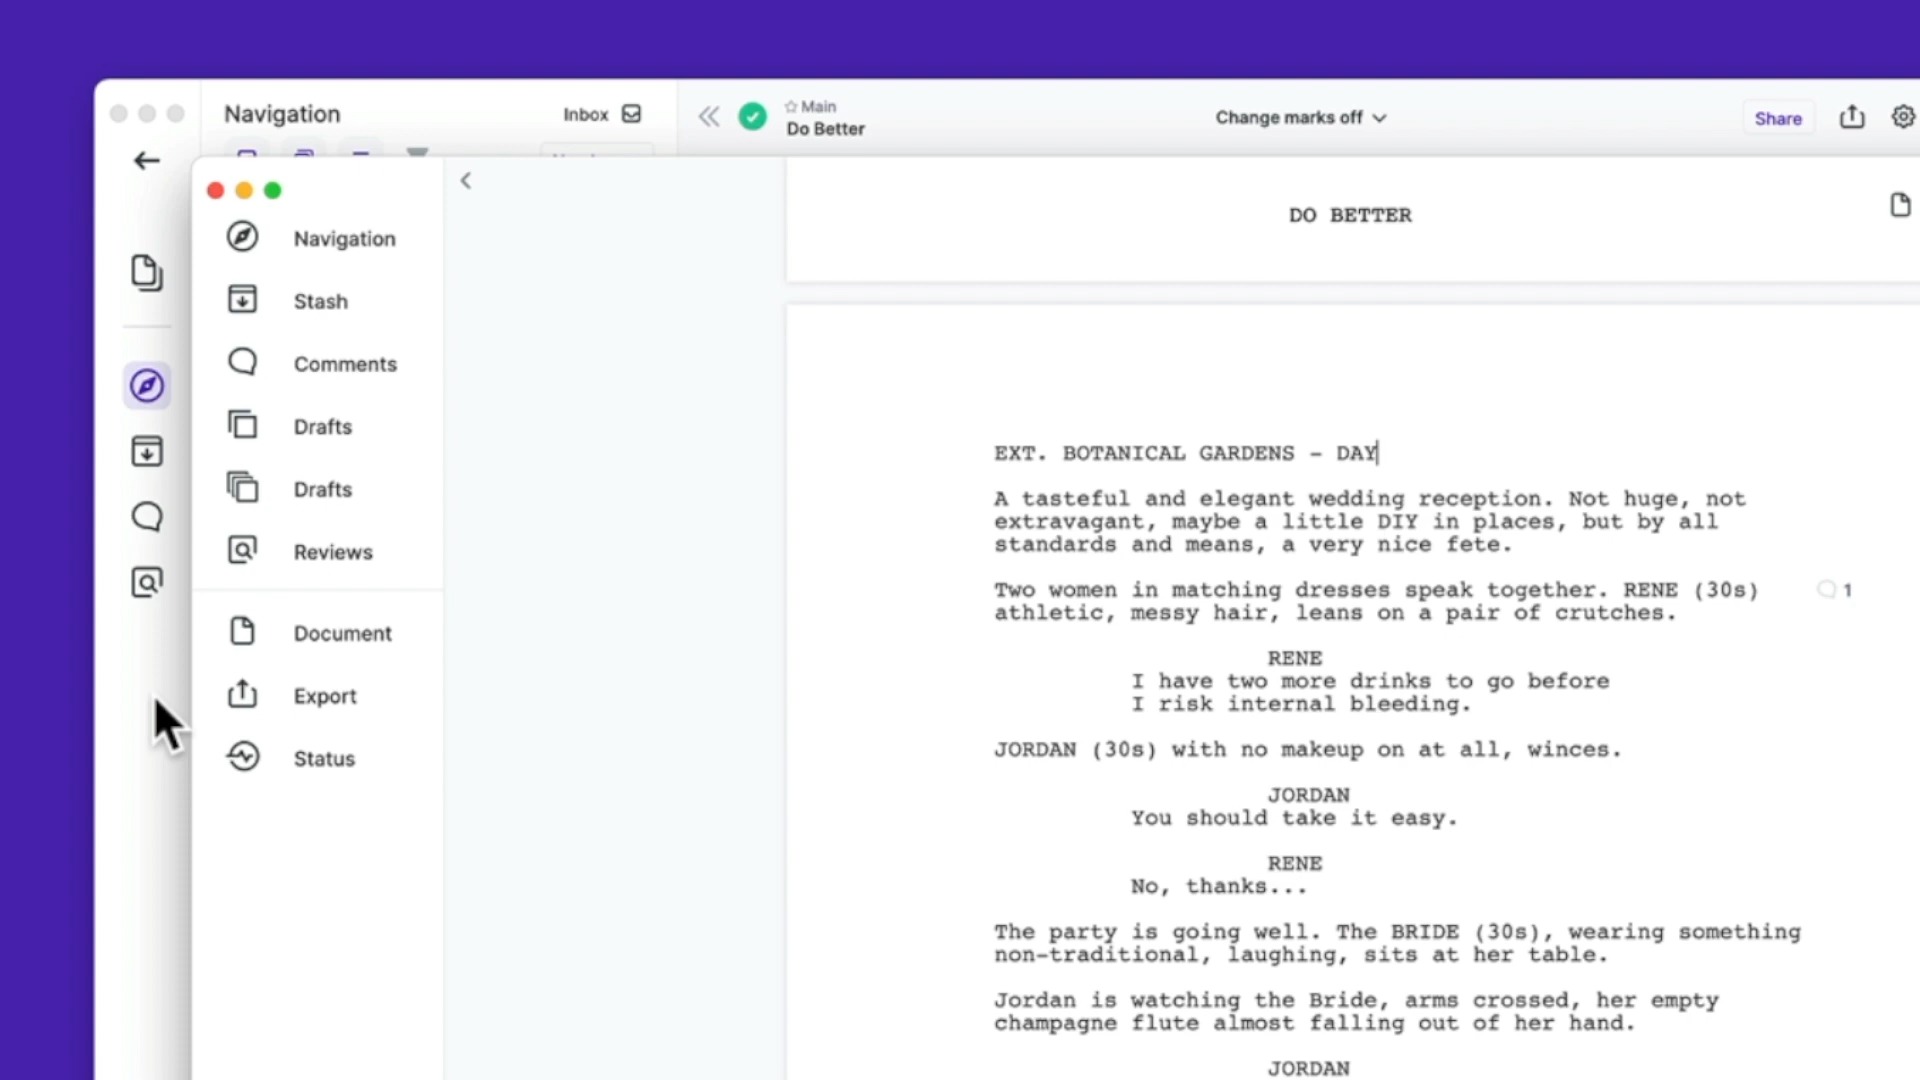 Navigation
Inbox
Main
Do Better
Change marks off
Share
Navigation
Stash
Comments
Drafts
Drafts
Reviews
Document
Export
Status
DO BETTER
EXT. BOTANICAL GARDENS - DAY
A tasteful and elegant wedding reception. Not huge, not
extravagant, maybe a little DIY in places, but by all
standards and means, a very nice fete.
Two women in matching dresses speak together. RENE (30s)
1
athletic, messy hair, leans on a pair of crutches.
RENE
I have two more drinks to go before
I risk internal bleeding.
JORDAN (30s) with no makeup on at all, winces.
JORDAN
You should take it easy.
RENE
No, thanks...
The party is going well. The BRIDE (30s), wearing something
non-traditional, laughing, sits at her table.
Jordan is watching the Bride, arms crossed, her empty
champagne flute almost falling out of her hand.
JORDAN